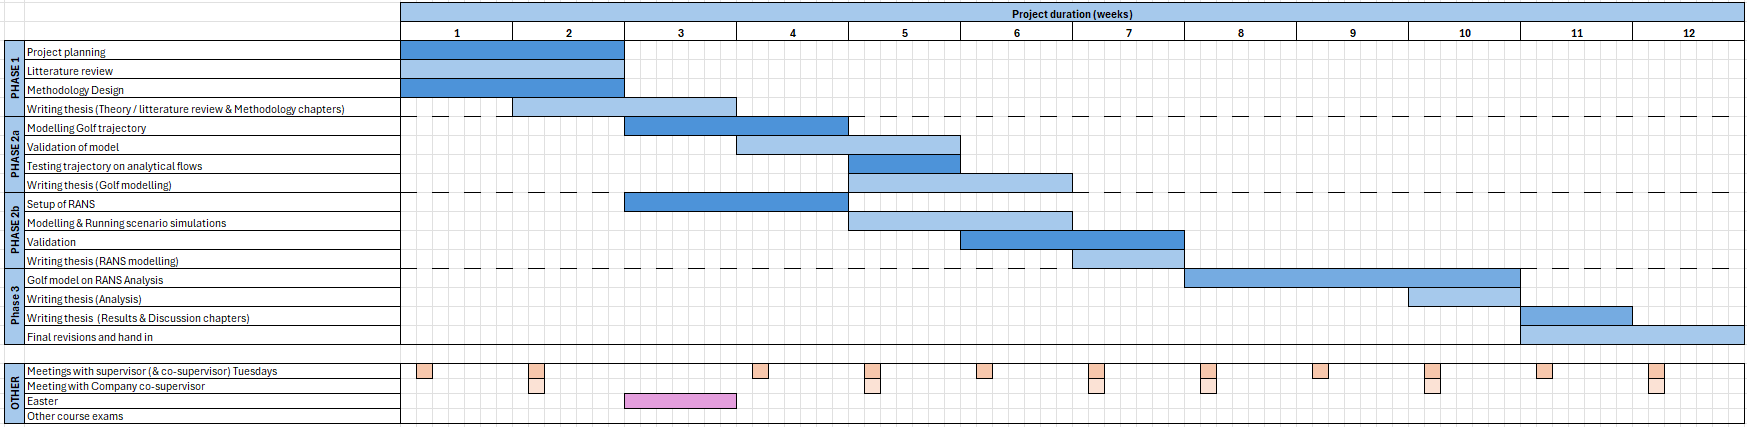 Project duration (weeks)
1 2 3 4 5 6 7 8 9 10 11 12
PHASE 1
Project planning
Litterature review
Methodology Design
Writing thesis (Theory / litterature review & Methodology chapters)
PHASE 2a
Modelling Golf trajectory
Validation of model
Testing trajectory on analytical flows
Writing thesis (Golf modelling)
PHASE 2b
Setup of RANS
Modelling & Running scenario simulations
Validation
Writing thesis (RANS modelling)
Phase 3
Golf model on RANS Analysis
Writing thesis (Analysis)
Writing thesis (Results & Discussion chapters)
Final revisions and hand in
OTHER
Meetings with supervisor (& co-supervisor) Tuesdays
Meeting with Company co-supervisor
Easter
Other course exams